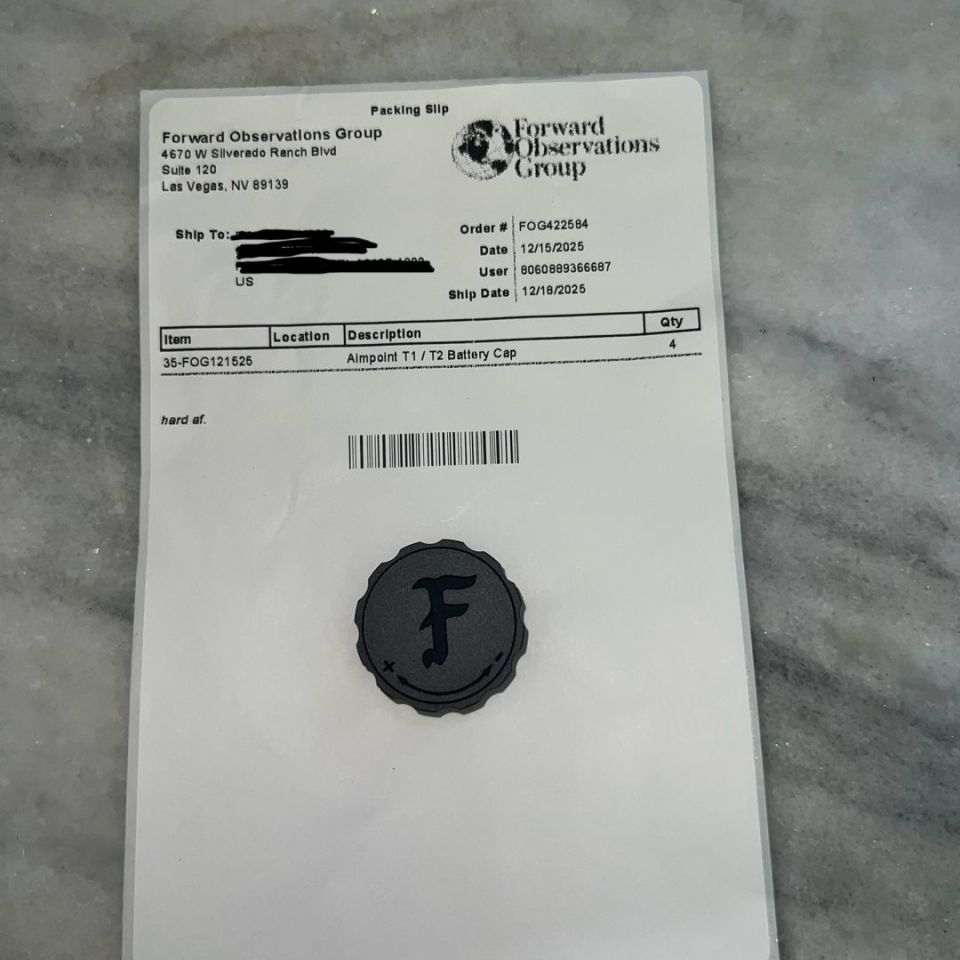 Packing Slip
Forward Observations Group
4670 W Silverado Ranch Blvd
Suite 120
Las Vegas, NV 89139
Forward
Observations
Group
Ship To:
US
Order # FOG422584
Date 12/15/2025
User 8060889366687
Ship Date 12/18/2025
Item Location Description Qty
35-FOG121525 Aimpoint T1 / T2 Battery Cap 4
hard af.
F
+ -